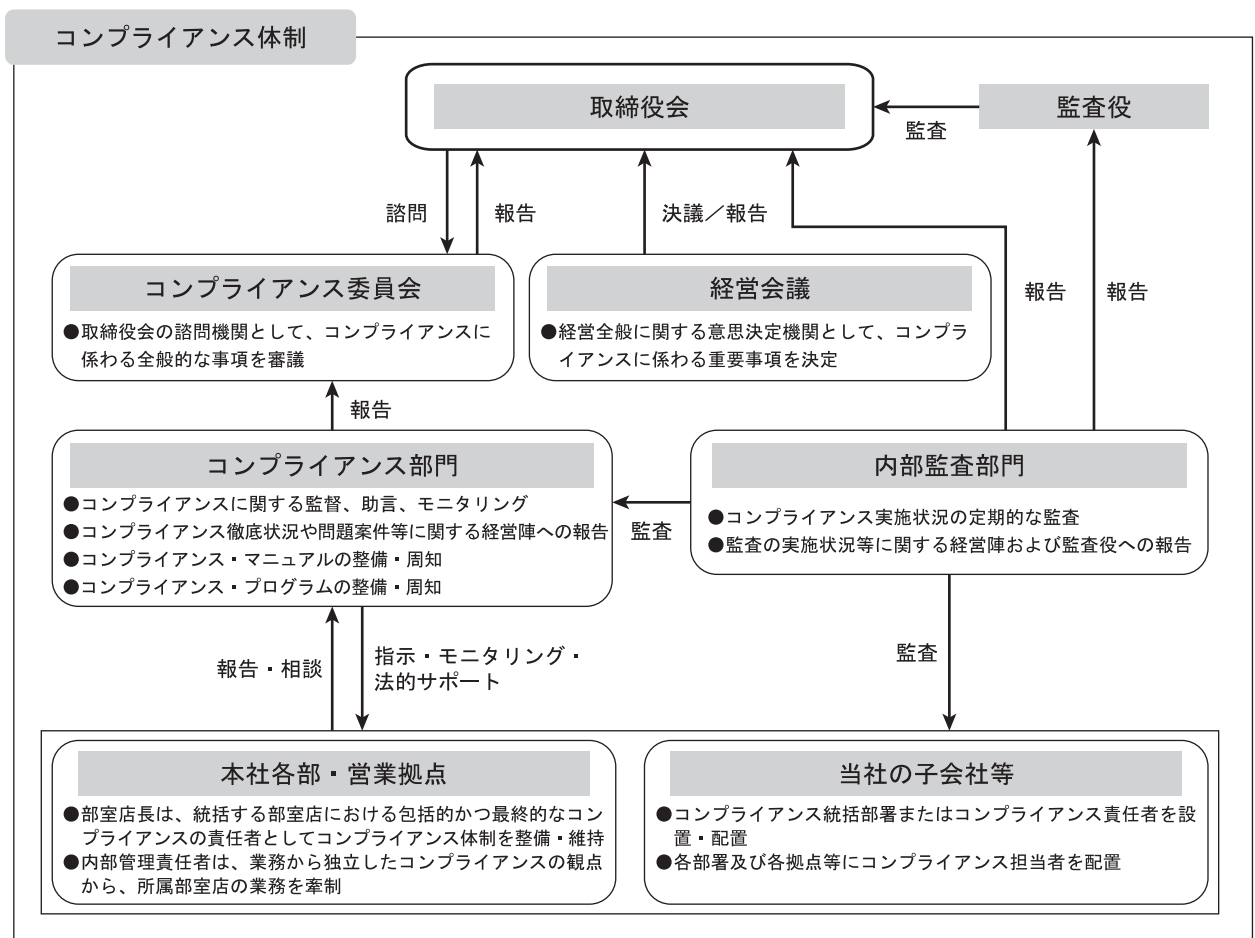 コンプライアンス体制
取締役会
監査役
監査
諮問
報告
決議／報告
報告
報告
コンプライアンス委員会
●取締役会の諮問機関として、コンプライアンスに
係わる全般的な事項を審議
経営会議
●経営全般に関する意思決定機関として、コンプラ
イアンスに係わる重要事項を決定
報告
コンプライアンス部門
●コンプライアンスに関する監督、助言、モニタリング
●コンプライアンス徹底状況や問題案件等に関する経営陣への報告
●コンプライアンス・マニュアルの整備・周知
●コンプライアンス・プログラムの整備・周知
監査
内部監査部門
●コンプライアンス実施状況の定期的な監査
●監査の実施状況等に関する経営陣および監査役への報告
報告・相談
指示・モニタリング・
法的サポート
監査
本社各部・営業拠点
●部室店長は、統括する部室店における包括的かつ最終的なコン
プライアンスの責任者としてコンプライアンス体制を整備・維持
●内部管理責任者は、業務から独立したコンプライアンスの観点
から、所属部室店の業務を牽制
当社の子会社等
●コンプライアンス統括部署またはコンプライアンス責任者を設
置・配置
●各部署及び各拠点等にコンプライアンス担当者を配置